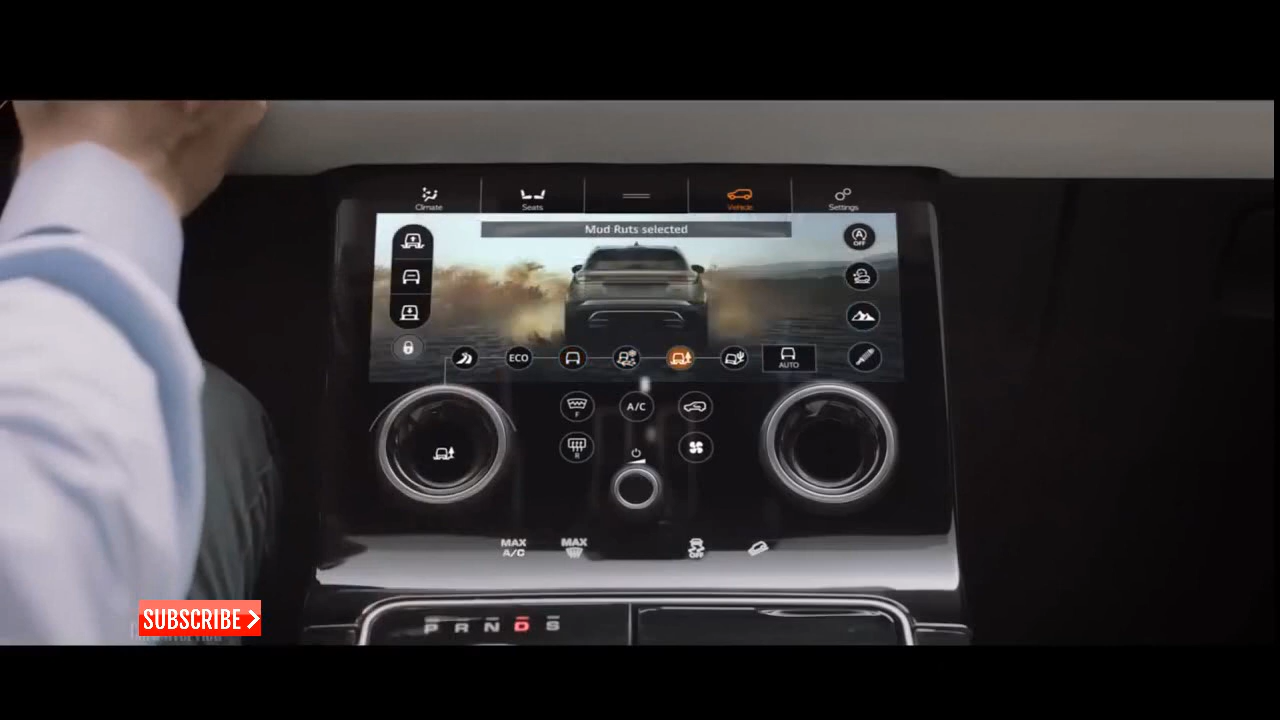 Climate
Seats
Vehicle
Settings
Mud Ruts selected
OFF
ECO
AUTO
F
A/C
R
MAX
A/C
MAX
OFF
SUBSCRIBE
P R N D S